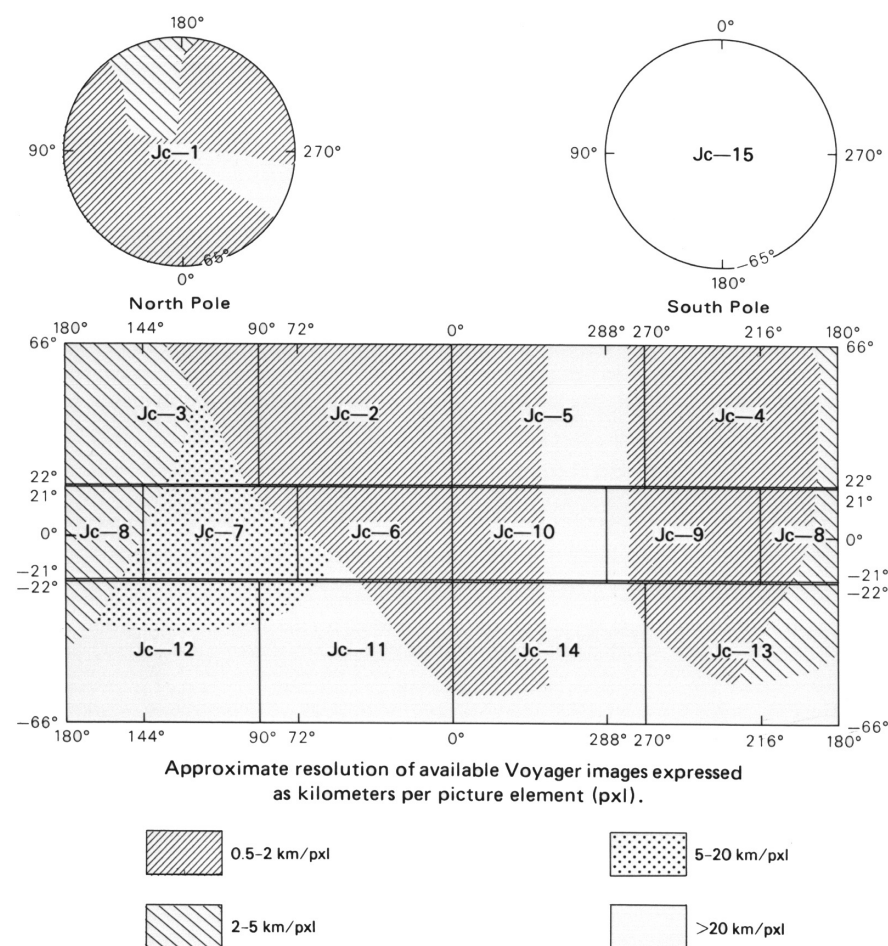 180° 0°
90° Jc—1 270° 90° Jc—15 270°
65° −65°
0° 180°
North Pole South Pole
180° 144° 90° 72° 0° 288° 270° 216° 180°
66° 66°
Jc—3 Jc—2 Jc—5 Jc—4
22° 22°
21° 21°
0° Jc—8 Jc—7 Jc—6 Jc—10 Jc—9 Jc—8 0°
−21° −21°
−22° −22°
Jc—12 Jc—11 Jc—14 Jc—13
−66° −66°
180° 144° 90° 72° 0° 288° 270° 216° 180°
Approximate resolution of available Voyager images expressed
as kilometers per picture element (pxl).
0.5–2 km/pxl 5–20 km/pxl
2–5 km/pxl >20 km/pxl